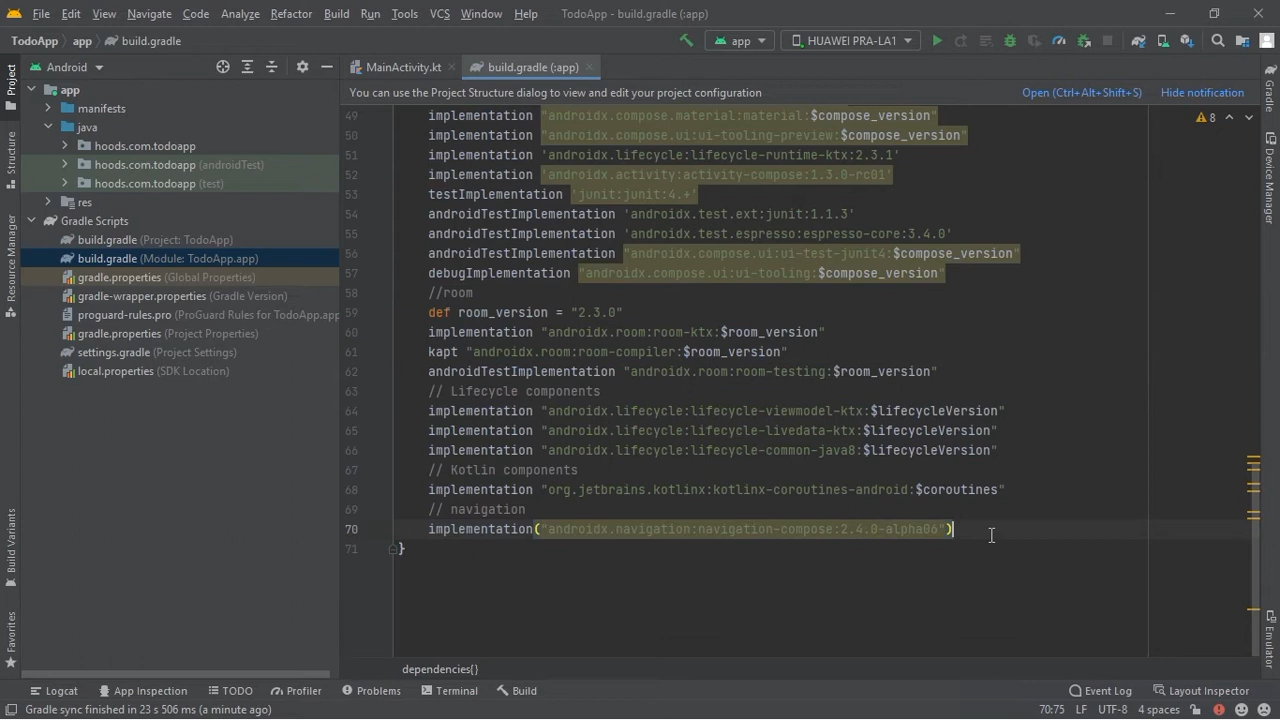 File Edit View Navigate Code Analyze Refactor Build Run Tools VCS Window Help TodoApp - build.gradle (:app)
TodoApp app build.gradle app HUAWEI PRA-LA1
Android MainActivity.kt build.gradle (:app)
You can use the Project Structure dialog to view and edit your project configuration Open (Ctrl+Alt+Shift+S) Hide notification
Project
Structure
Resource Manager
Build Variants
Favorites
app
manifests
java
hoods.com.todoapp
hoods.com.todoapp (androidTest)
hoods.com.todoapp (test)
res
Gradle Scripts
build.gradle (Project: TodoApp)
build.gradle (Module: TodoApp.app)
gradle.properties (Global Properties)
gradle-wrapper.properties (Gradle Version)
proguard-rules.pro (ProGuard Rules for TodoApp.app
gradle.properties (Project Properties)
settings.gradle (Project Settings)
local.properties (SDK Location)
8
49 implementation "androidx.compose.material:material:$compose_version"
50 implementation "androidx.compose.ui:ui-tooling-preview:$compose_version"
51 implementation 'androidx.lifecycle:lifecycle-runtime-ktx:2.3.1'
52 implementation 'androidx.activity:activity-compose:1.3.0-rc01'
53 testImplementation 'junit:junit:4.+'
54 androidTestImplementation 'androidx.test.ext:junit:1.1.3'
55 androidTestImplementation 'androidx.test.espresso:espresso-core:3.4.0'
56 androidTestImplementation "androidx.compose.ui:ui-test-junit4:$compose_version"
57 debugImplementation "androidx.compose.ui:ui-tooling:$compose_version"
58 //room
59 def room_version = "2.3.0"
60 implementation "androidx.room:room-ktx:$room_version"
61 kapt "androidx.room:room-compiler:$room_version"
62 androidTestImplementation "androidx.room:room-testing:$room_version"
63 // Lifecycle components
64 implementation "androidx.lifecycle:lifecycle-viewmodel-ktx:$lifecycleVersion"
65 implementation "androidx.lifecycle:lifecycle-livedata-ktx:$lifecycleVersion"
66 implementation "androidx.lifecycle:lifecycle-common-java8:$lifecycleVersion"
67 // Kotlin components
68 implementation "org.jetbrains.kotlinx:kotlinx-coroutines-android:$coroutines"
69 // navigation
70 implementation("androidx.navigation:navigation-compose:2.4.0-alpha06")
71 }
Gradle
Device Manager
Emulator
dependencies{}
Logcat App Inspection TODO Profiler Problems Terminal Build Event Log Layout Inspector
Gradle sync finished in 23 s 506 ms (a minute ago) 70:75 LF UTF-8 4 spaces